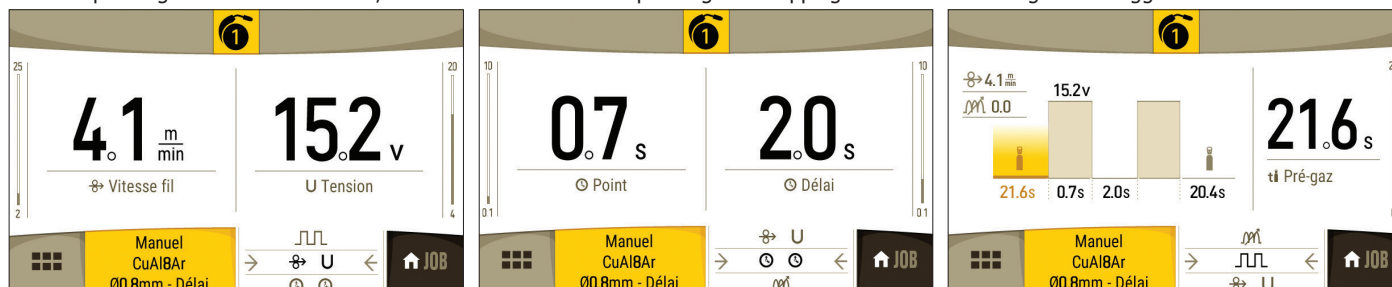 1
25
20
4.1 m/min
15.2 V
Vitesse fil
U Tension
2
4
Manuel
CuAl8Ar
Ø0.8mm - Délai
U
JOB
1
10
10
0.7 s
2.0 s
Point
Délai
0.1
0.1
Manuel
CuAl8Ar
Ø0.8mm - Délai
U
JOB
1
4.1 m/min
0.0
15.2v
21.6 s
Pré-gaz
21.6s 0.7s 2.0s 20.4s
Manuel
CuAl8Ar
Ø0.8mm - Délai
U
JOB